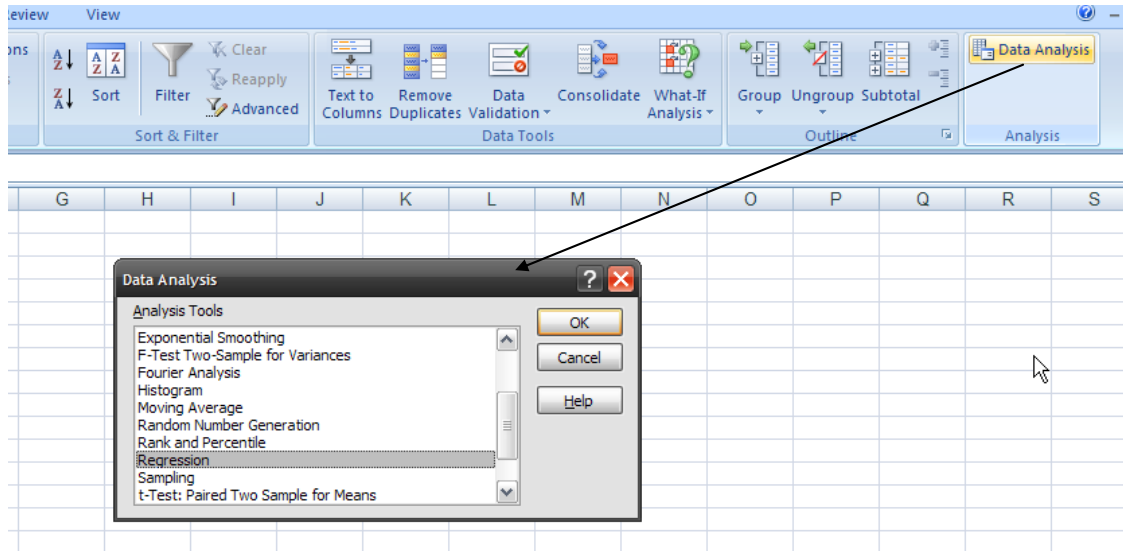 Review View
Clear
Reapply
Advanced
Sort Filter
Sort & Filter
Text to Columns
Remove Duplicates
Data Validation
Consolidate
What-If Analysis
Data Tools
Group Ungroup Subtotal
Outline
Data Analysis
Analysis
G H I J K L M N O P Q R S
Data Analysis
Analysis Tools
Exponential Smoothing
F-Test Two-Sample for Variances
Fourier Analysis
Histogram
Moving Average
Random Number Generation
Rank and Percentile
Regression
Sampling
t-Test: Paired Two Sample for Means
OK
Cancel
Help